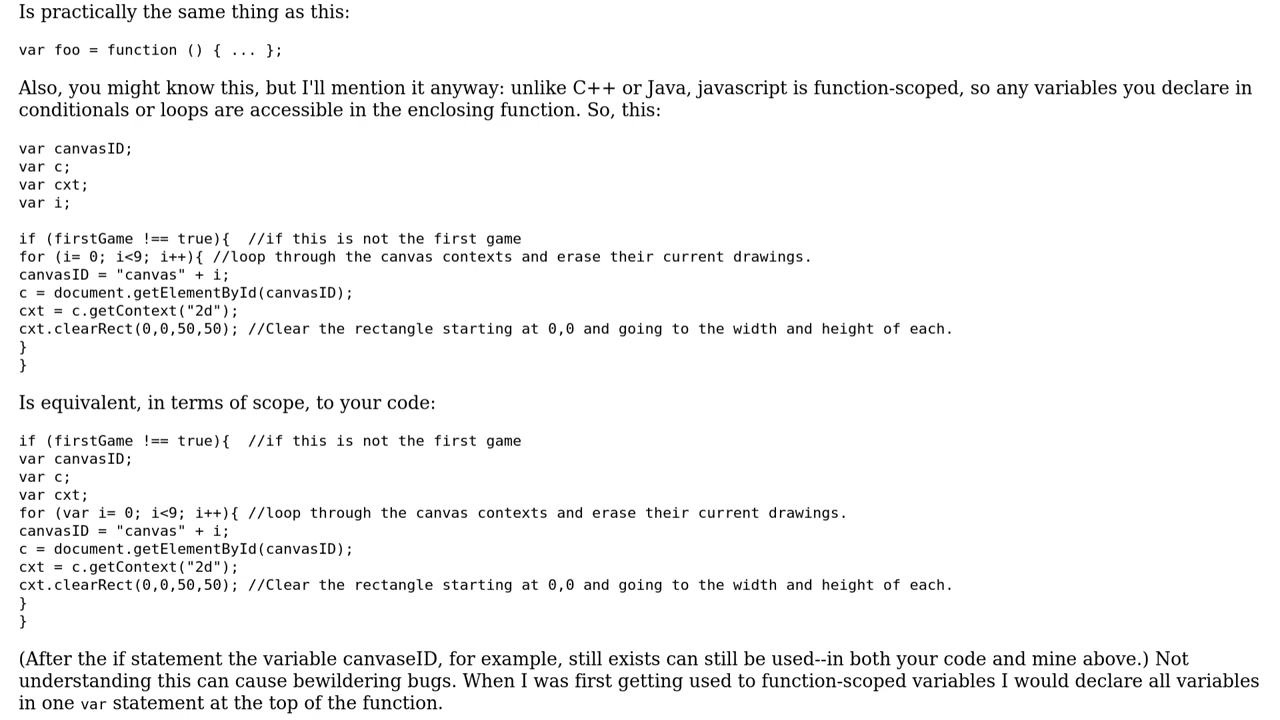 Is practically the same thing as this:
var foo = function () { ... };
Also, you might know this, but I'll mention it anyway: unlike C++ or Java, javascript is function-scoped, so any variables you declare in
conditionals or loops are accessible in the enclosing function. So, this:
var canvasID;
var c;
var cxt;
var i;
if (firstGame !== true){  //if this is not the first game
for (i= 0; i<9; i++){ //loop through the canvas contexts and erase their current drawings.
canvasID = "canvas" + i;
c = document.getElementById(canvasID);
cxt = c.getContext("2d");
cxt.clearRect(0,0,50,50); //Clear the rectangle starting at 0,0 and going to the width and height of each.
}
}
Is equivalent, in terms of scope, to your code:
if (firstGame !== true){  //if this is not the first game
var canvasID;
var c;
var cxt;
for (var i= 0; i<9; i++){ //loop through the canvas contexts and erase their current drawings.
canvasID = "canvas" + i;
c = document.getElementById(canvasID);
cxt = c.getContext("2d");
cxt.clearRect(0,0,50,50); //Clear the rectangle starting at 0,0 and going to the width and height of each.
}
}
(After the if statement the variable canvaseID, for example, still exists can still be used--in both your code and mine above.) Not
understanding this can cause bewildering bugs. When I was first getting used to function-scoped variables I would declare all variables
in one var statement at the top of the function.